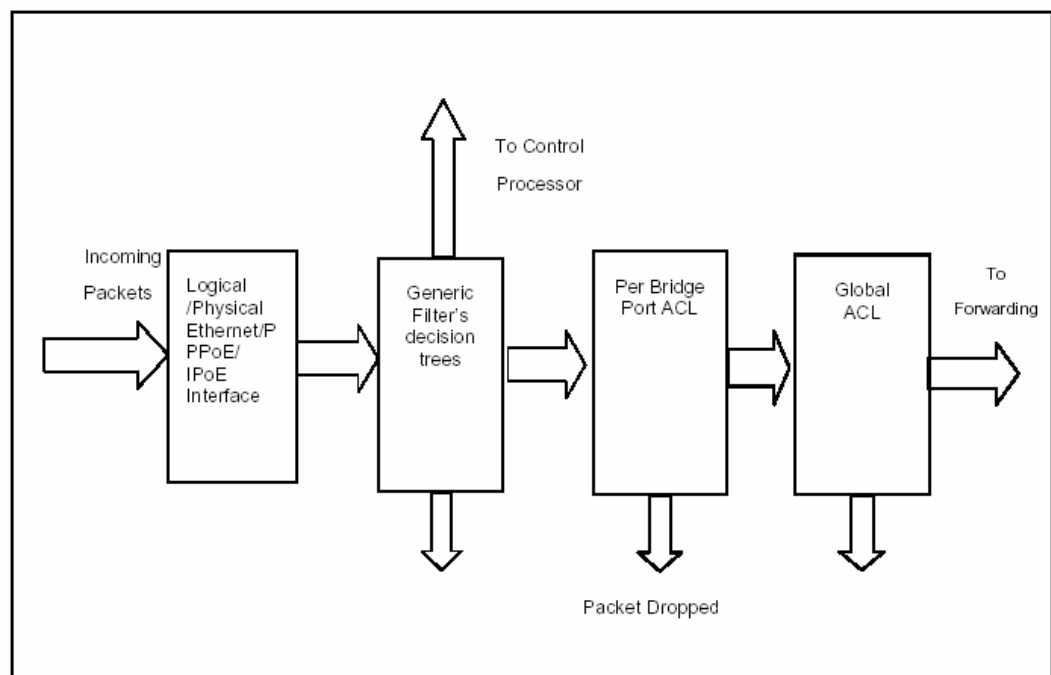 To Control
Processor
Incoming
Packets
Logical
/Physical
Ethernet/P
PPoE/
IPoE
Interface
Generic
Filter's
decision
trees
Per Bridge
Port ACL
Global
ACL
To
Forwarding
Packet Dropped